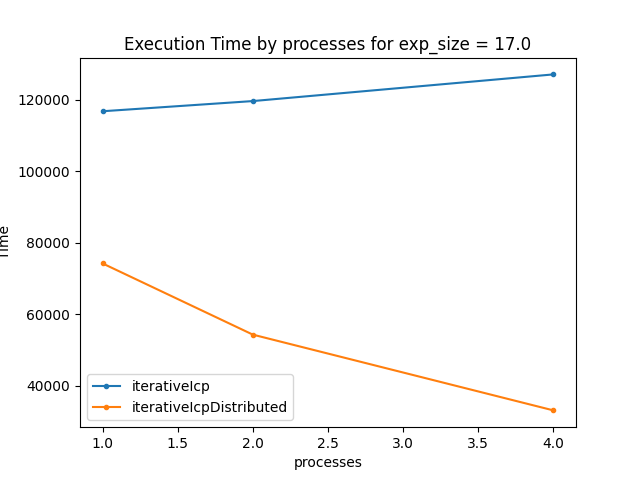 Execution Time by processes for exp_size = 17.0
120000
100000
80000
60000
40000
Time
iterativeIcp
iterativeIcpDistributed
1.0 1.5 2.0 2.5 3.0 3.5 4.0
processes